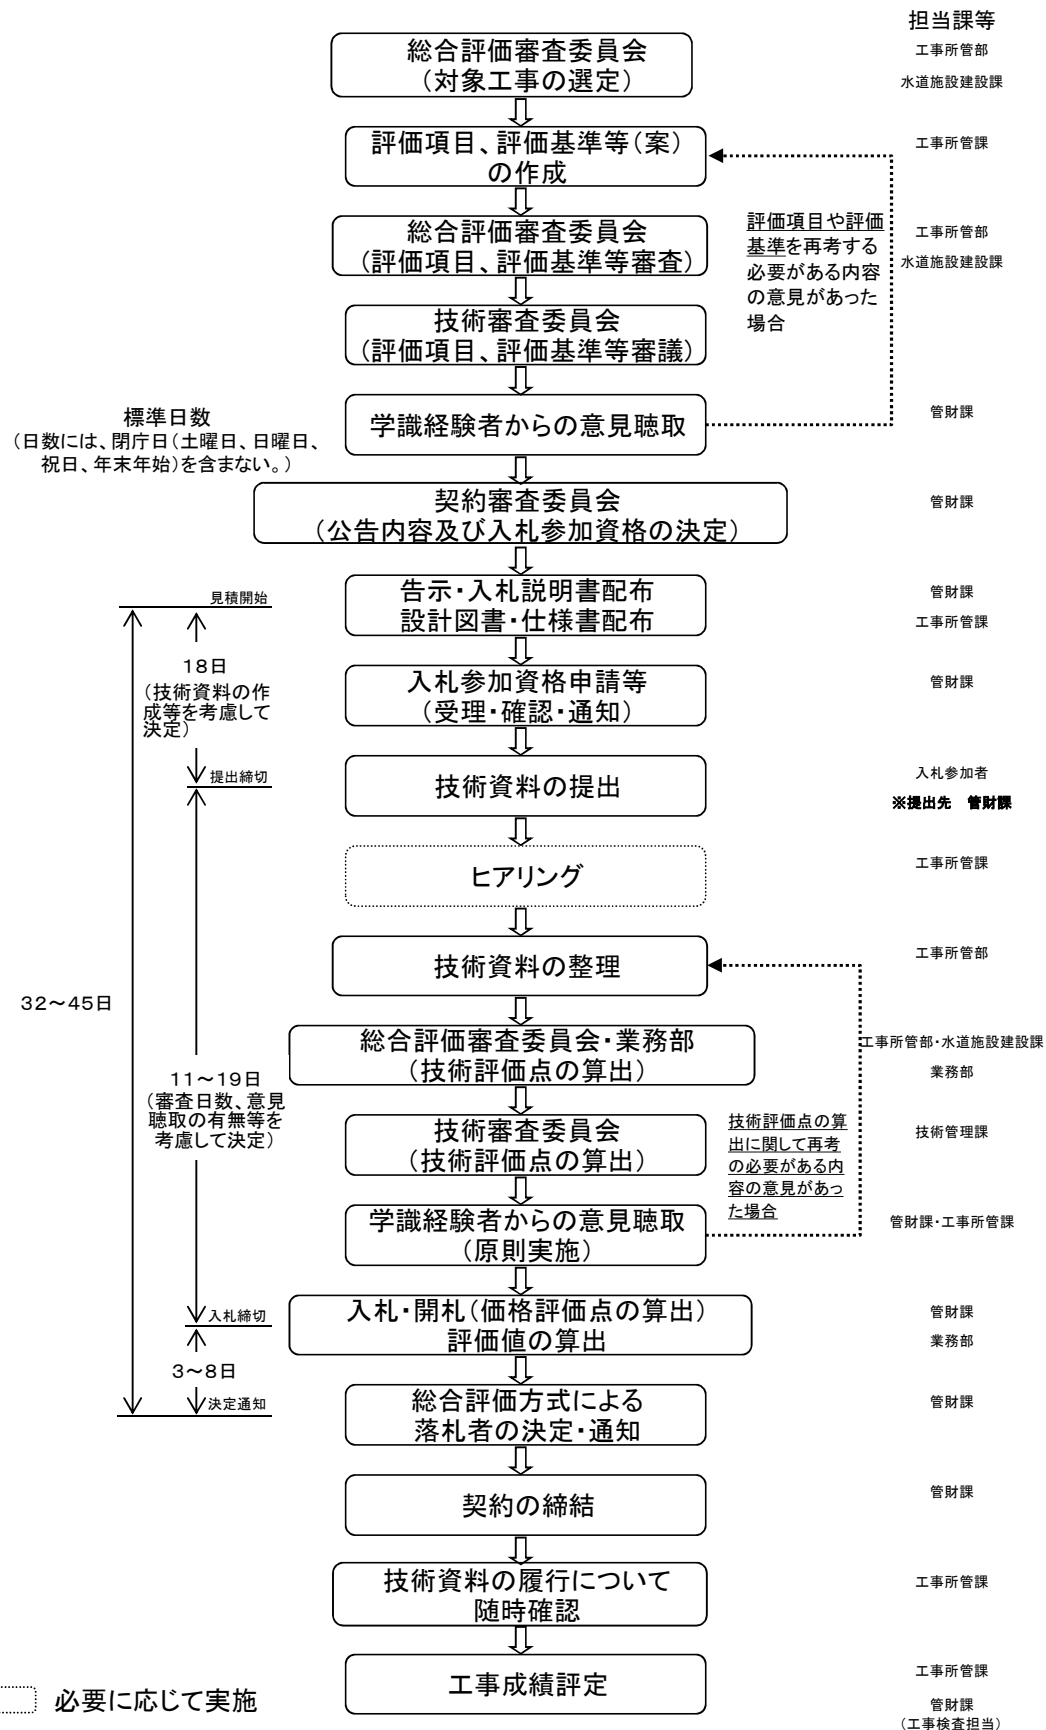 担当課等
総合評価審査委員会
(対象工事の選定)
工事所管部
水道施設建設課
評価項目、評価基準等(案)
の作成
工事所管課
総合評価審査委員会
(評価項目、評価基準等審査)
評価項目や評価
基準を再考する
必要がある内容
の意見があった
場合
工事所管部
水道施設建設課
技術審査委員会
(評価項目、評価基準等審議)
標準日数
(日数には、閉庁日(土曜日、日曜日、
祝日、年末年始)を含まない。)
学識経験者からの意見聴取
管財課
契約審査委員会
(公告内容及び入札参加資格の決定)
管財課
見積開始
告示・入札説明書配布
設計図書・仕様書配布
管財課
工事所管課
18日
(技術資料の作
成等を考慮して
決定)
入札参加資格申請等
(受理・確認・通知)
管財課
提出締切
技術資料の提出
入札参加者
※提出先 管財課
ヒアリング
工事所管課
技術資料の整理
工事所管部
32~45日
総合評価審査委員会・業務部
(技術評価点の算出)
工事所管部・水道施設建設課
業務部
11~19日
(審査日数、意見
聴取の有無等を
考慮して決定)
技術審査委員会
(技術評価点の算出)
技術評価点の算
出に関して再考
の必要がある内
容の意見があっ
た場合
技術管理課
学識経験者からの意見聴取
(原則実施)
管財課・工事所管課
入札締切
入札・開札(価格評価点の算出)
評価値の算出
管財課
業務部
3~8日
決定通知
総合評価方式による
落札者の決定・通知
管財課
契約の締結
管財課
技術資料の履行について
随時確認
工事所管課
工事成績評定
工事所管課
管財課
(工事検査担当)
必要に応じて実施